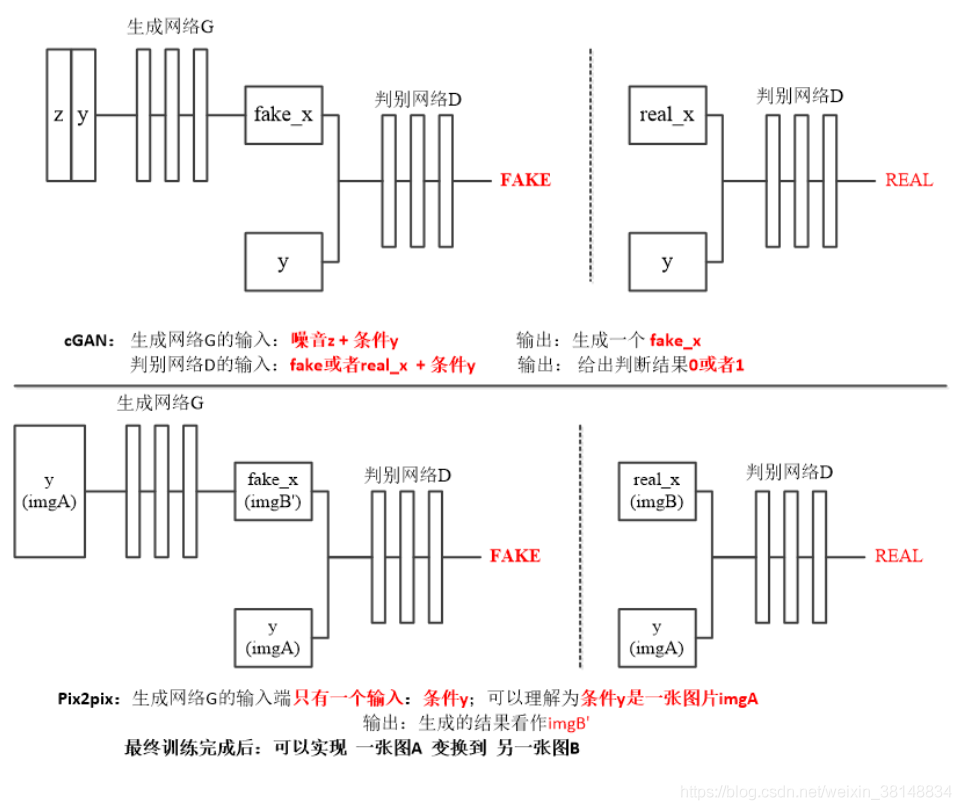 生成网络G
z y
fake_x
判别网络D
FAKE
y
real_x
判别网络D
REAL
y
cGAN： 生成网络G的输入：噪音z + 条件y 输出：生成一个 fake_x
判别网络D的输入：fake或者real_x + 条件y 输出： 给出判断结果0或者1
生成网络G
y
(imgA)
fake_x
(imgB')
判别网络D
FAKE
y
(imgA)
real_x
(imgB)
判别网络D
REAL
y
(imgA)
Pix2pix：生成网络G的输入端只有一个输入：条件y；可以理解为条件y是一张图片imgA
输出：生成的结果看作imgB'
最终训练完成后：可以实现 一张图A 变换到 另一张图B
https://blog.csdn.net/weixin_38148834